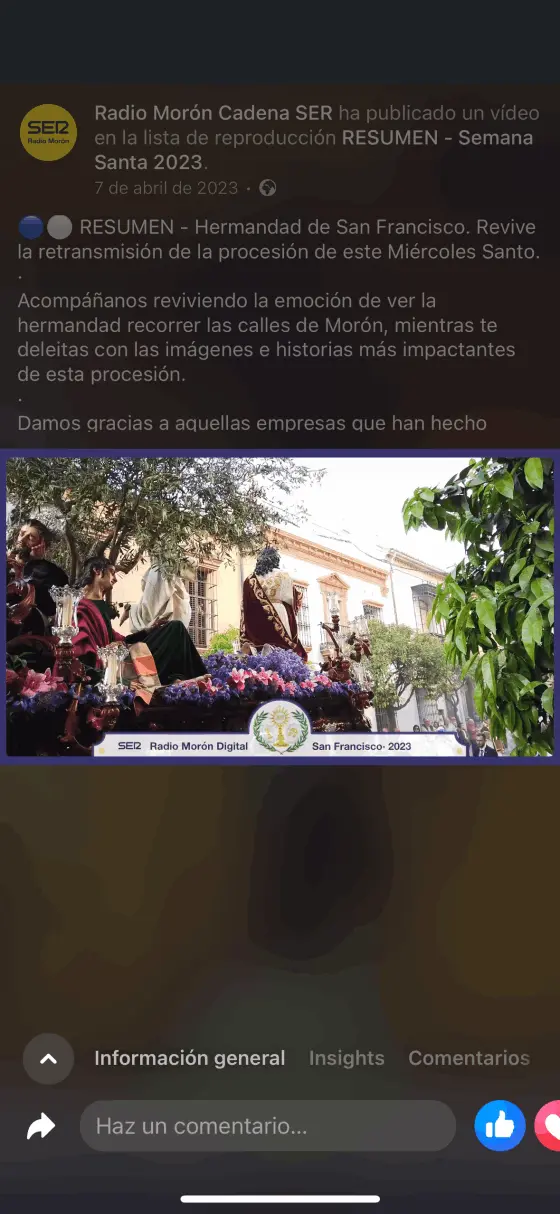 SER
Radio Morón
Radio Morón Cadena SER ha publicado un vídeo
en la lista de reproducción RESUMEN - Semana
Santa 2023.
7 de abril de 2023 ·
RESUMEN - Hermandad de San Francisco. Revive
la retransmisión de la procesión de este Miércoles Santo.
.
Acompáñanos reviviendo la emoción de ver la
hermandad recorrer las calles de Morón, mientras te
deleitas con las imágenes e historias más impactantes
de esta procesión.
.
Damos gracias a aquellas empresas que han hecho
SER Radio Morón Digital San Francisco· 2023
Información general Insights Comentarios
Haz un comentario...